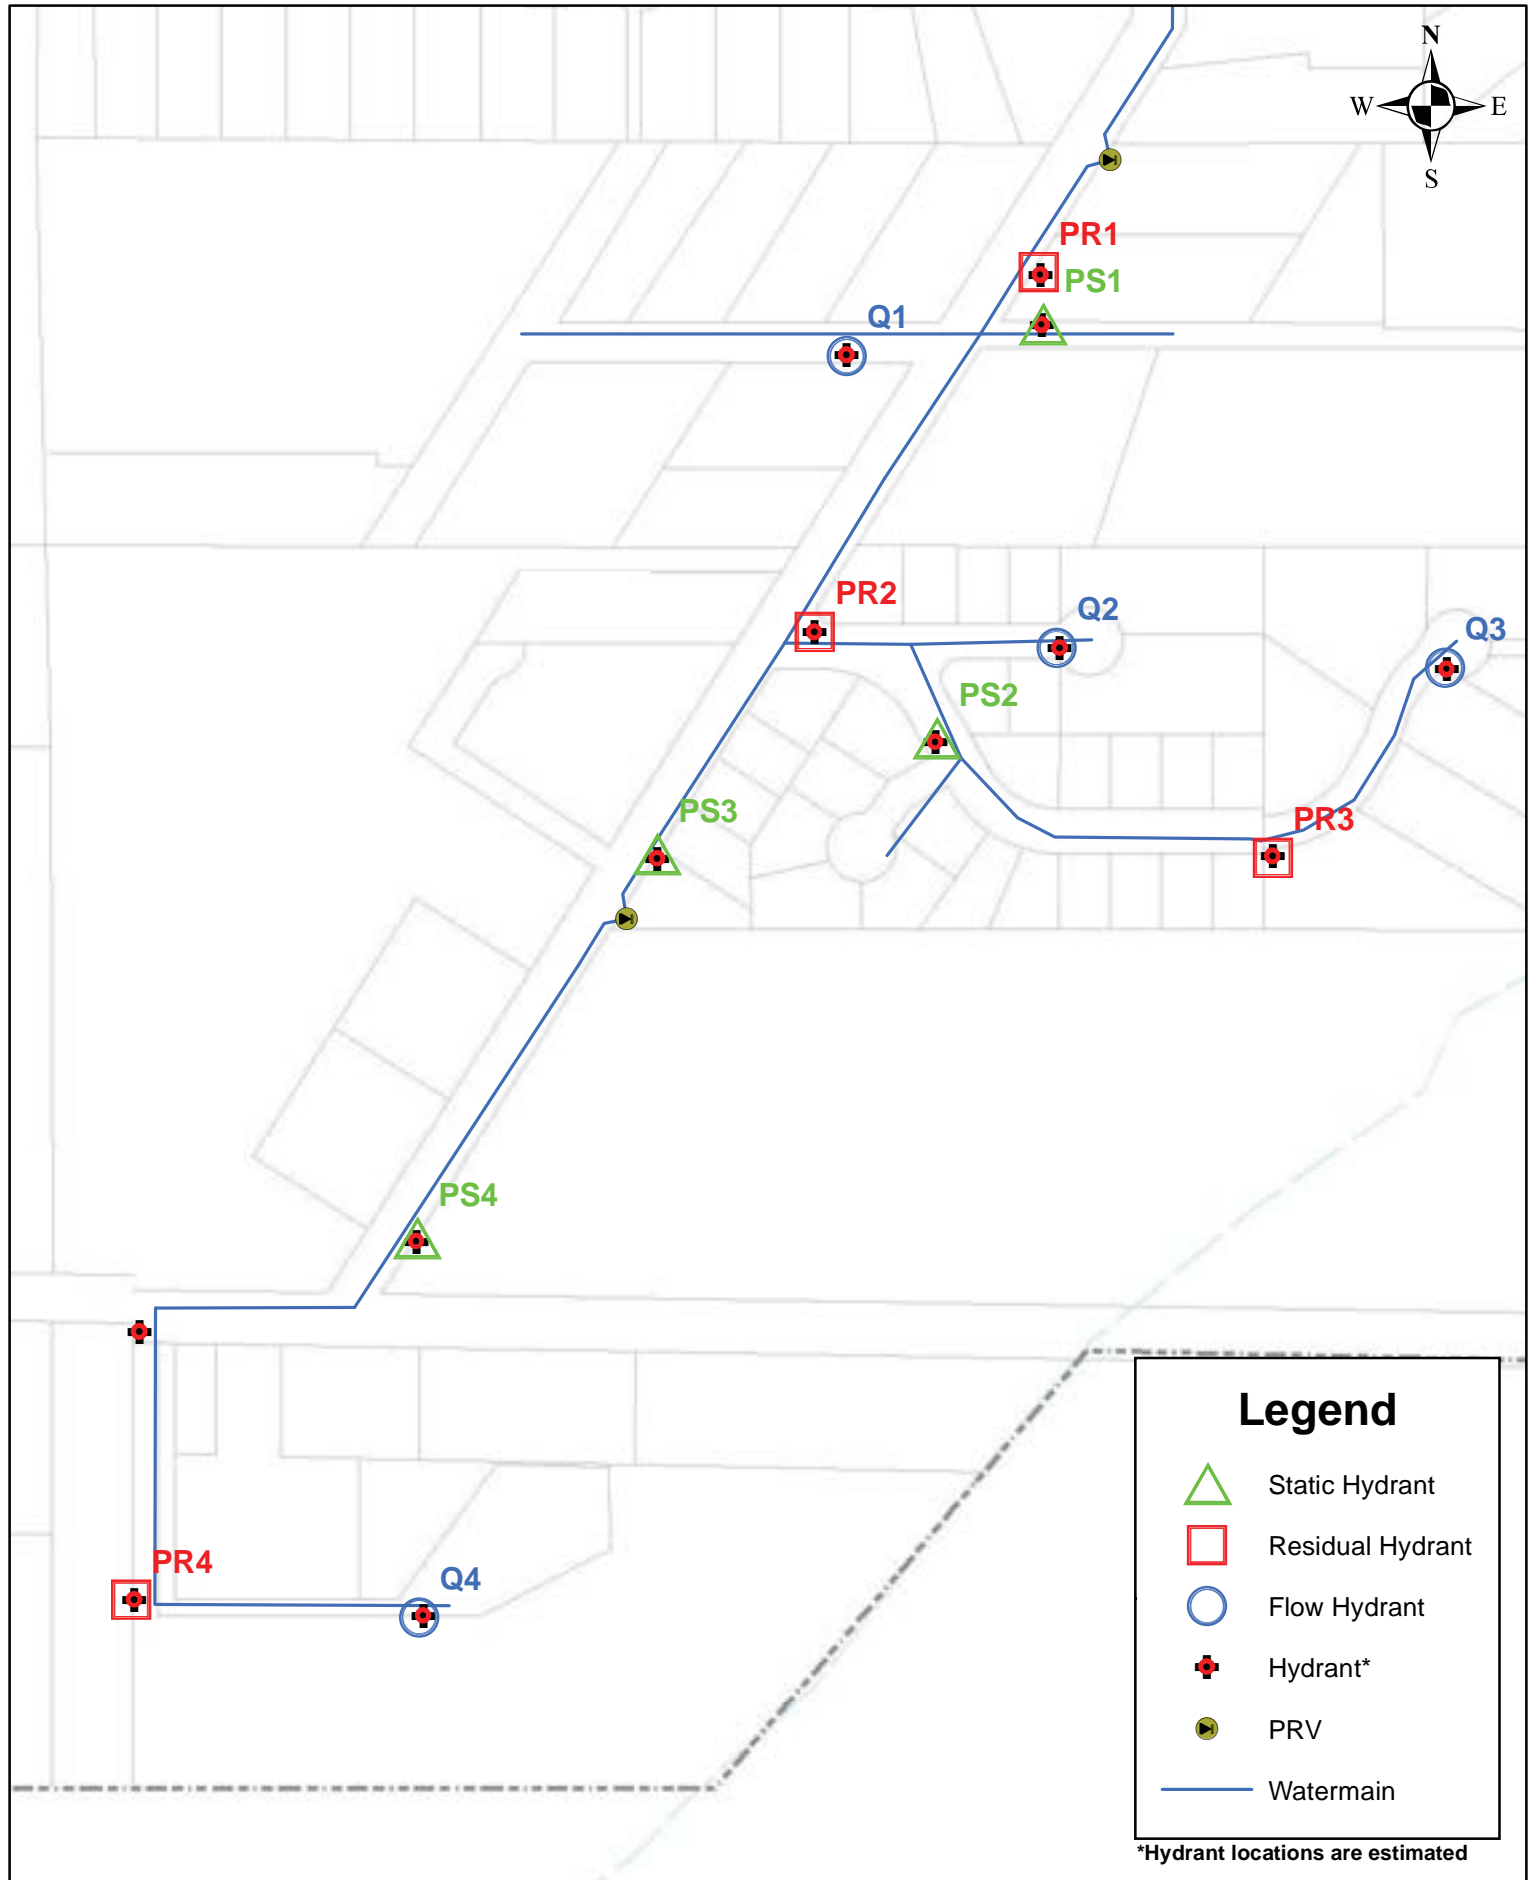 N
W E
S
PR1
PS1
Q1
PR2
Q2
Q3
PS2
PS3
PR3
PS4
PR4
Q4
Legend
Static Hydrant
Residual Hydrant
Flow Hydrant
Hydrant*
PRV
Watermain
*Hydrant locations are estimated